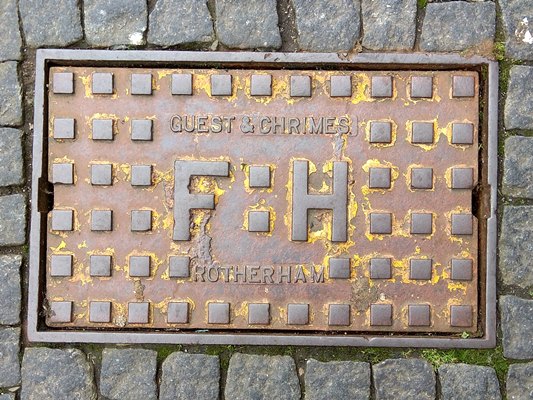 GUEST & CHRIMES
F H
ROTHERHAM